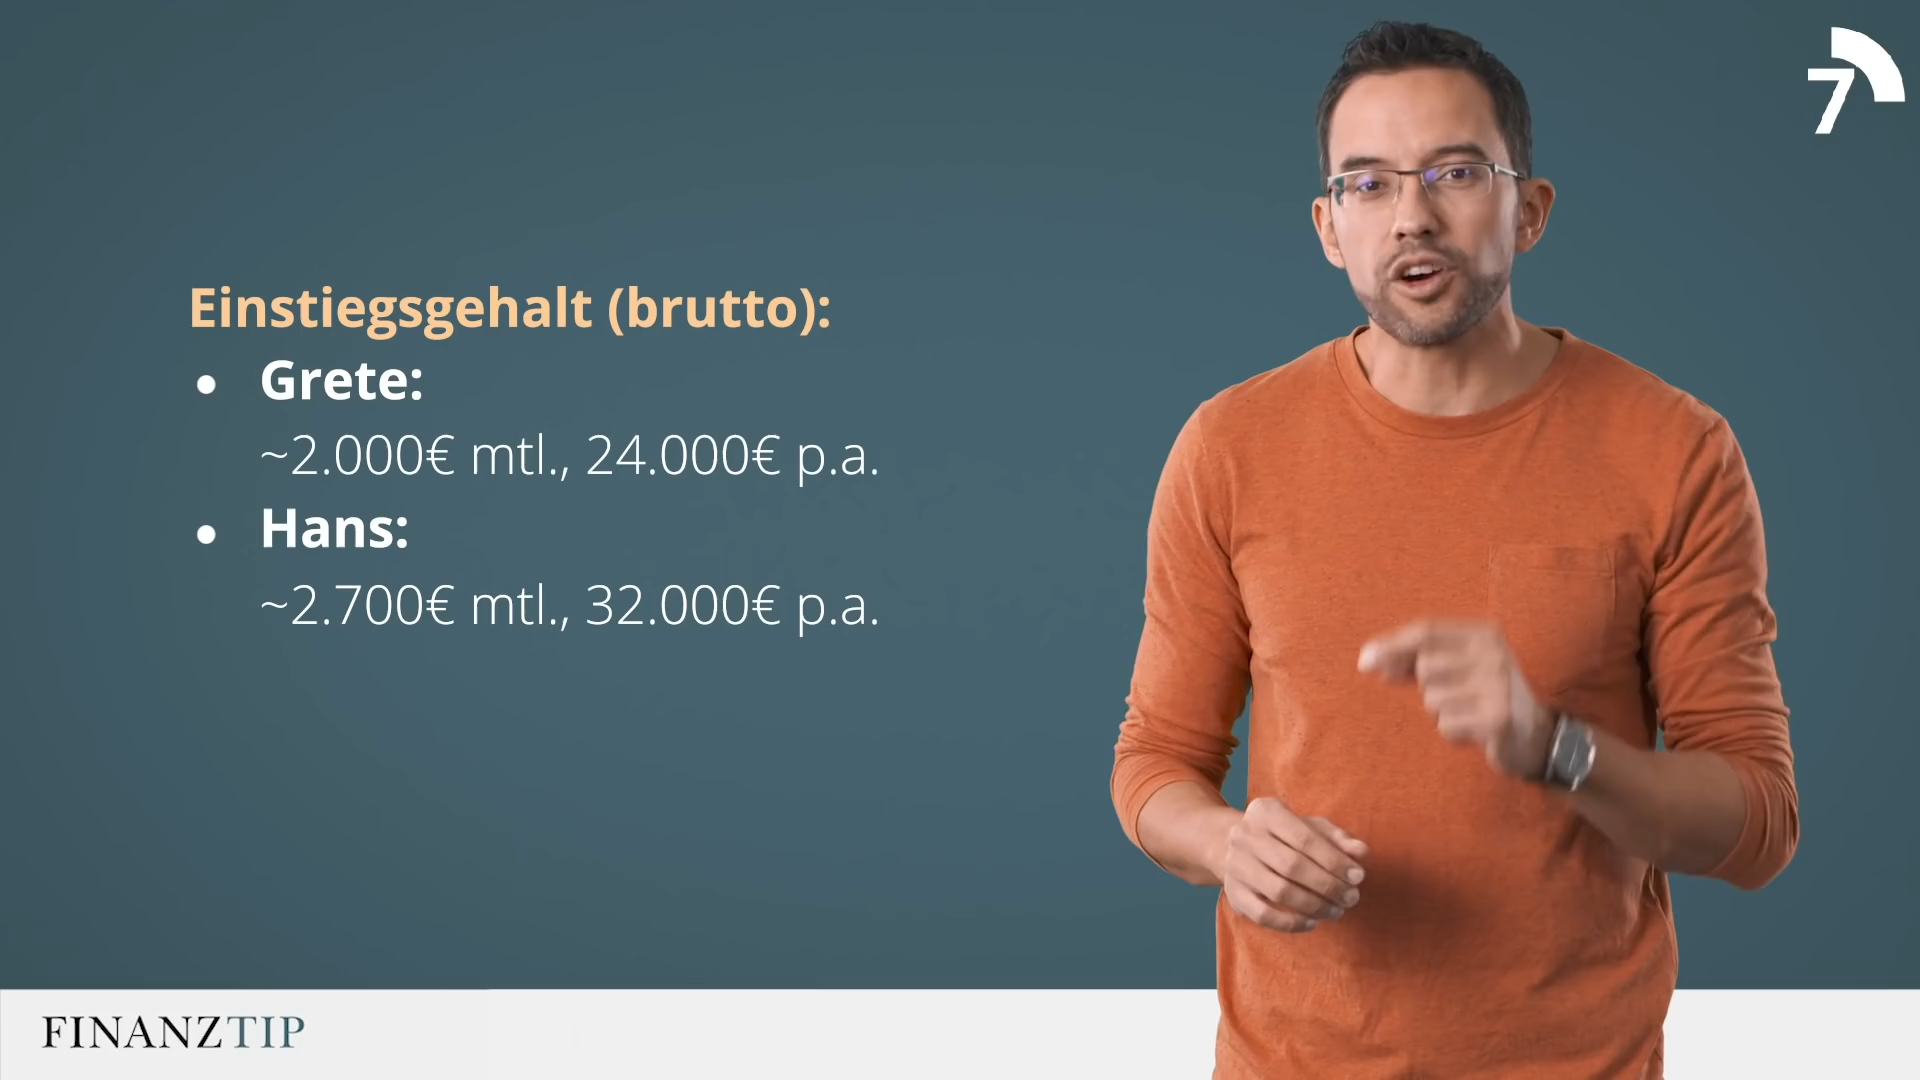 7
Einstiegsgehalt (brutto):
• Grete:
~2.000€ mtl., 24.000€ p.a.
• Hans:
~2.700€ mtl., 32.000€ p.a.
FINANZTIP